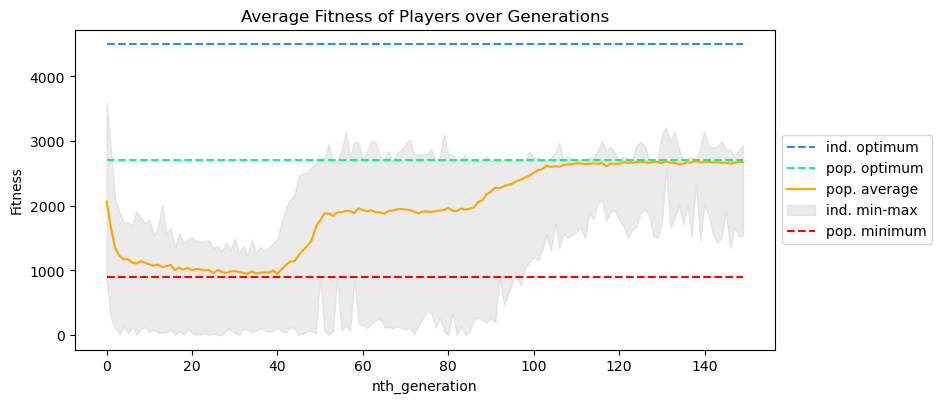 Average Fitness of Players over Generations
Fitness
4000
3000
2000
1000
0
0 20 40 60 80 100 120 140
nth_generation
ind. optimum
pop. optimum
pop. average
ind. min-max
pop. minimum